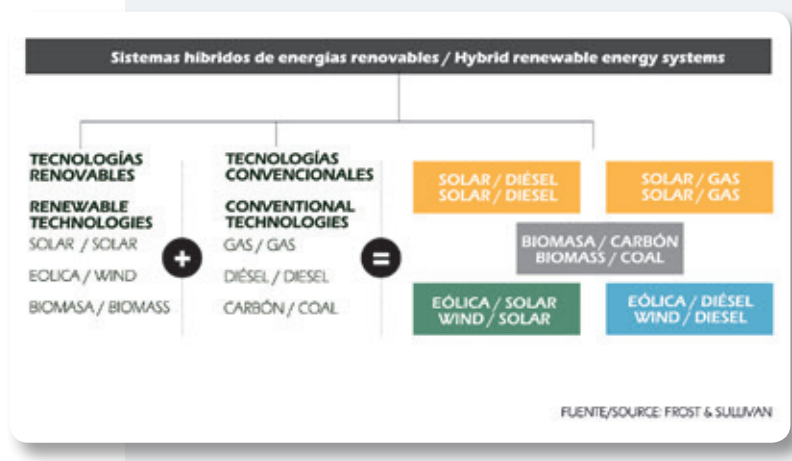 Sistemas híbridos de energías renovables / Hybrid renewable energy systems
TECNOLOGÍAS
RENOVABLES
RENEWABLE
TECHNOLOGIES
SOLAR / SOLAR
EOLICA / WIND
BIOMASA / BIOMASS
+
TECNOLOGÍAS
CONVENCIONALES
CONVENTIONAL
TECHNOLOGIES
GAS / GAS
DIÉSEL / DIESEL
CARBÓN / COAL
=
SOLAR / DIÉSEL
SOLAR / DIESEL
SOLAR / GAS
SOLAR / GAS
BIOMASA / CARBÓN
BIOMASS / COAL
EÓLICA / SOLAR
WIND / SOLAR
EÓLICA / DIÉSEL
WIND / DIESEL
FUENTE/SOURCE: FROST & SULLIVAN